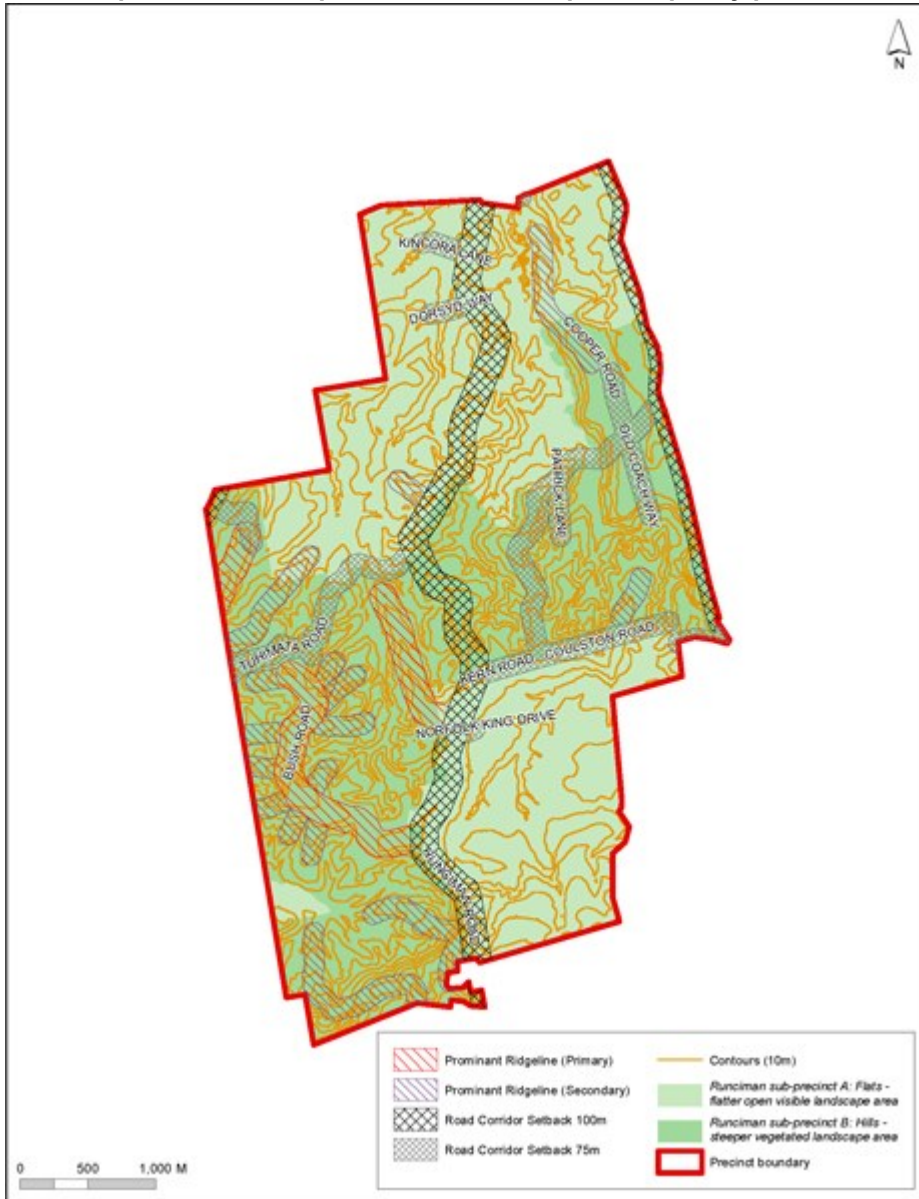 N
KINFORA LANE
DORSYD WAY
COOPER ROAD
OLD COACH WAY
PATRICK LANE
TUHIMATA ROAD
KERN ROAD - COULSTON ROAD
BUSH ROAD
NORFOLK KING DRIVE
RUNCIMAN ROAD
Prominant Ridgeline (Primary)
Prominant Ridgeline (Secondary)
Road Corridor Setback 100m
Road Corridor Setback 75m
Contours (10m)
Runciman sub-precinct A: Flats -
flatter open visible landscape area
Runciman sub-precinct B: Hills -
steeper vegetated landscape area
Precinct boundary
0 500 1,000 M